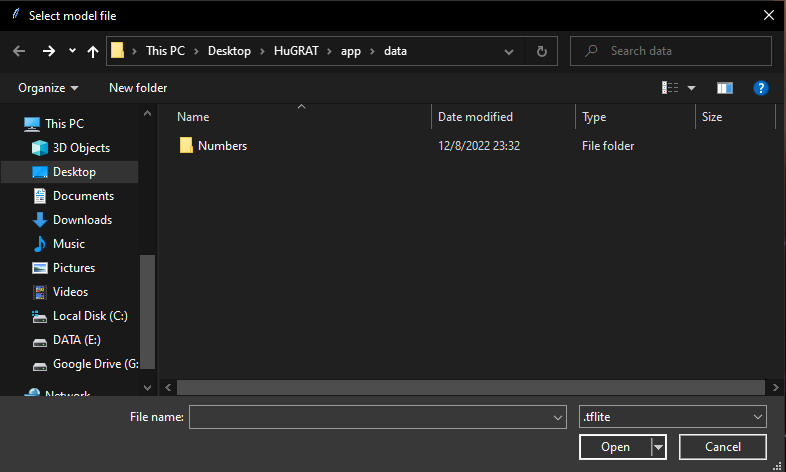 Select model file
This PC > Desktop > HuGRAT > app > data
Search data
Organize
New folder
Name
Date modified
Type
Size
This PC
3D Objects
Desktop
Documents
Downloads
Music
Pictures
Videos
Local Disk (C:)
DATA (E:)
Google Drive (G:
Network
Numbers
12/8/2022 23:32
File folder
File name:
.tflite
Open
Cancel